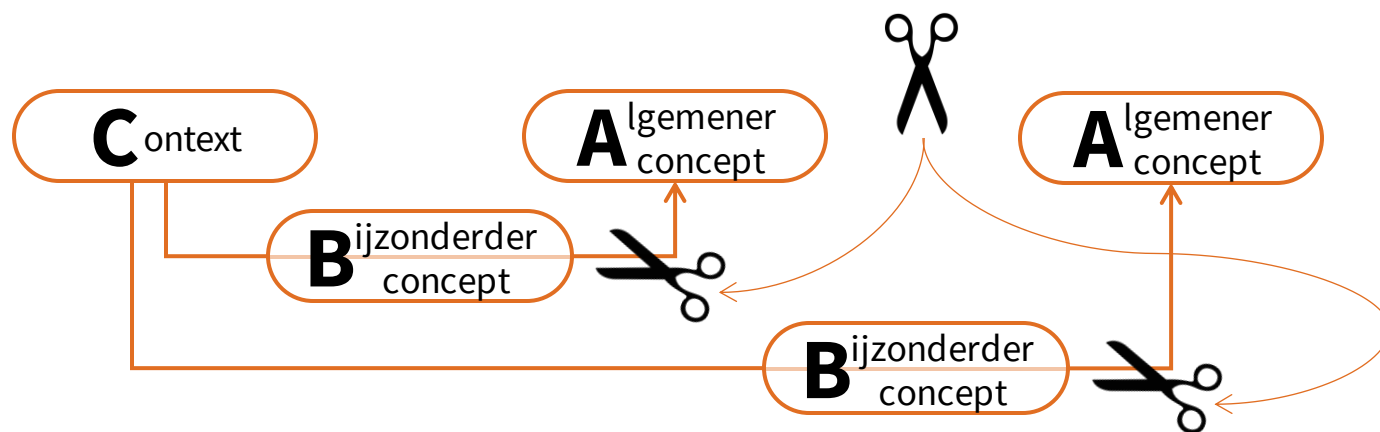 Context
Algemener
concept
Algemener
concept
Bijzonderder
concept
Bijzonderder
concept